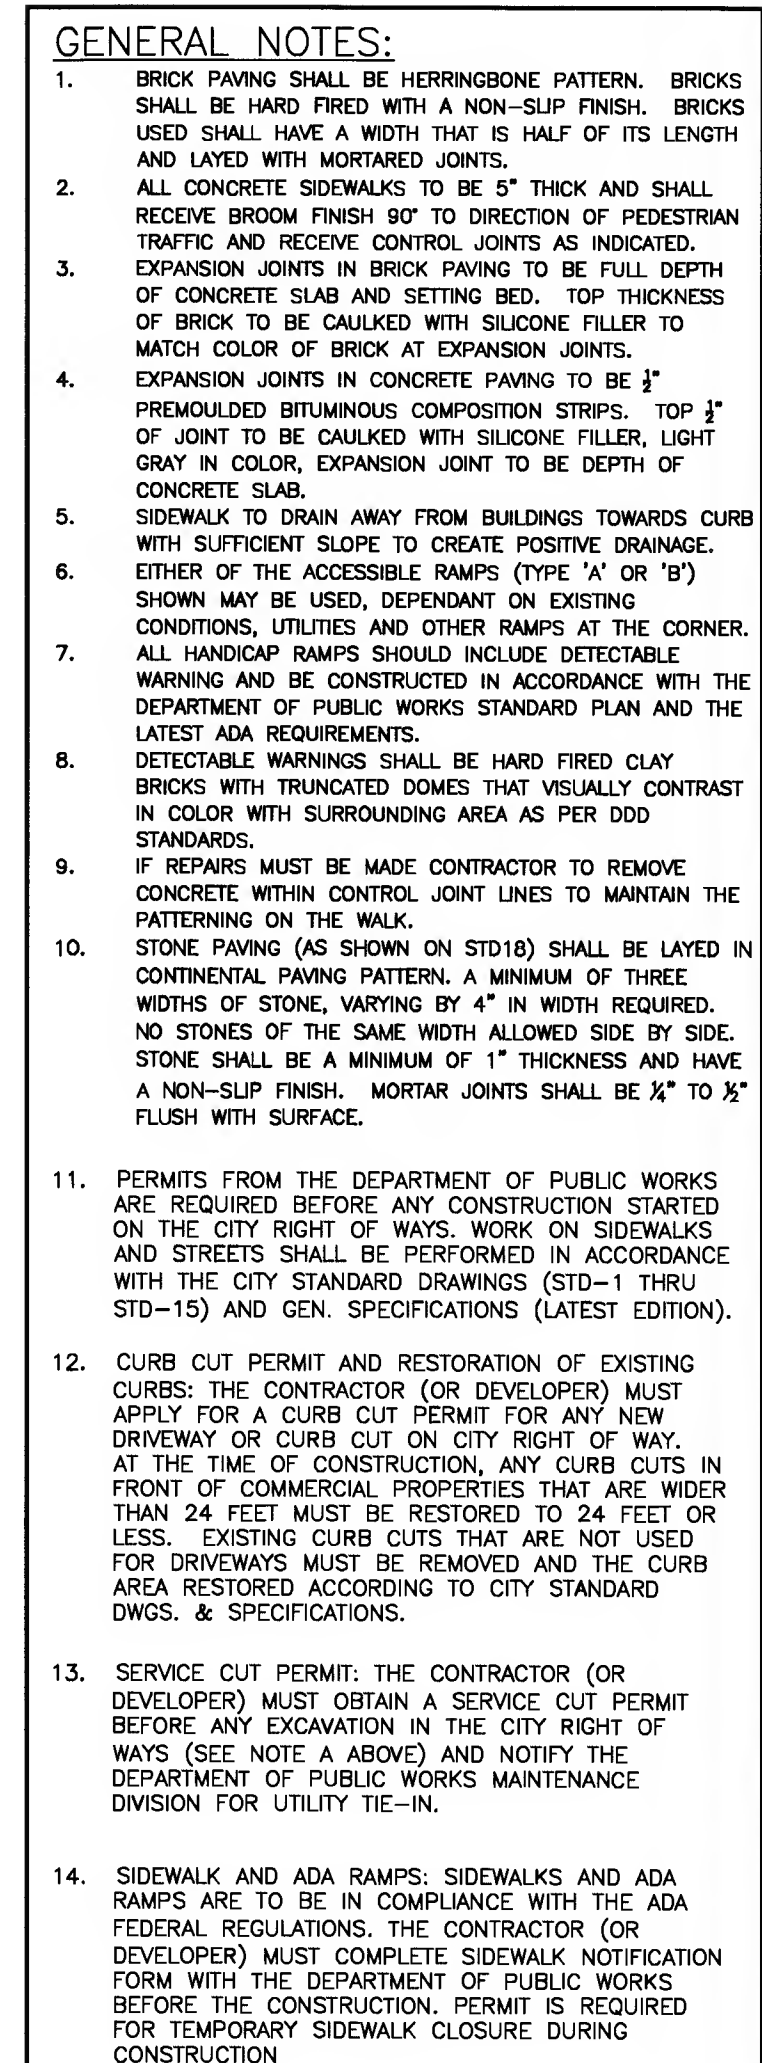 GENERAL NOTES:
1. BRICK PAVING SHALL BE HERRINGBONE PATTERN. BRICKS
SHALL BE HARD FIRED WITH A NON-SLIP FINISH. BRICKS
USED SHALL HAVE A WIDTH THAT IS HALF OF ITS LENGTH
AND LAYED WITH MORTARED JOINTS.
2. ALL CONCRETE SIDEWALKS TO BE 5" THICK AND SHALL
RECEIVE BROOM FINISH 90° TO DIRECTION OF PEDESTRIAN
TRAFFIC AND RECEIVE CONTROL JOINTS AS INDICATED.
3. EXPANSION JOINTS IN BRICK PAVING TO BE FULL DEPTH
OF CONCRETE SLAB AND SETTING BED. TOP THICKNESS
OF BRICK TO BE CAULKED WITH SILICONE FILLER TO
MATCH COLOR OF BRICK AT EXPANSION JOINTS.
4. EXPANSION JOINTS IN CONCRETE PAVING TO BE ½"
PREMOULDED BITUMINOUS COMPOSITION STRIPS. TOP ½"
OF JOINT TO BE CAULKED WITH SILICONE FILLER, LIGHT
GRAY IN COLOR, EXPANSION JOINT TO BE DEPTH OF
CONCRETE SLAB.
5. SIDEWALK TO DRAIN AWAY FROM BUILDINGS TOWARDS CURB
WITH SUFFICIENT SLOPE TO CREATE POSITIVE DRAINAGE.
6. EITHER OF THE ACCESSIBLE RAMPS (TYPE 'A' OR 'B')
SHOWN MAY BE USED, DEPENDANT ON EXISTING
CONDITIONS, UTILITIES AND OTHER RAMPS AT THE CORNER.
7. ALL HANDICAP RAMPS SHOULD INCLUDE DETECTABLE
WARNING AND BE CONSTRUCTED IN ACCORDANCE WITH THE
DEPARTMENT OF PUBLIC WORKS STANDARD PLAN AND THE
LATEST ADA REQUIREMENTS.
8. DETECTABLE WARNINGS SHALL BE HARD FIRED CLAY
BRICKS WITH TRUNCATED DOMES THAT VISUALLY CONTRAST
IN COLOR WITH SURROUNDING AREA AS PER DDD
STANDARDS.
9. IF REPAIRS MUST BE MADE CONTRACTOR TO REMOVE
CONCRETE WITHIN CONTROL JOINT LINES TO MAINTAIN THE
PATTERNING ON THE WALK.
10. STONE PAVING (AS SHOWN ON STD18) SHALL BE LAYED IN
CONTINENTAL PAVING PATTERN. A MINIMUM OF THREE
WIDTHS OF STONE, VARYING BY 4" IN WIDTH REQUIRED.
NO STONES OF THE SAME WIDTH ALLOWED SIDE BY SIDE.
STONE SHALL BE A MINIMUM OF 1" THICKNESS AND HAVE
A NON-SLIP FINISH. MORTAR JOINTS SHALL BE ¼" TO ½"
FLUSH WITH SURFACE.
11. PERMITS FROM THE DEPARTMENT OF PUBLIC WORKS
ARE REQUIRED BEFORE ANY CONSTRUCTION STARTED
ON THE CITY RIGHT OF WAYS. WORK ON SIDEWALKS
AND STREETS SHALL BE PERFORMED IN ACCORDANCE
WITH THE CITY STANDARD DRAWINGS (STD-1 THRU
STD-15) AND GEN. SPECIFICATIONS (LATEST EDITION).
12. CURB CUT PERMIT AND RESTORATION OF EXISTING
CURBS: THE CONTRACTOR (OR DEVELOPER) MUST
APPLY FOR A CURB CUT PERMIT FOR ANY NEW
DRIVEWAY OR CURB CUT ON CITY RIGHT OF WAY.
AT THE TIME OF CONSTRUCTION, ANY CURB CUTS IN
FRONT OF COMMERCIAL PROPERTIES THAT ARE WIDER
THAN 24 FEET MUST BE RESTORED TO 24 FEET OR
LESS. EXISTING CURB CUTS THAT ARE NOT USED
FOR DRIVEWAYS MUST BE REMOVED AND THE CURB
AREA RESTORED ACCORDING TO CITY STANDARD
DWGS. & SPECIFICATIONS.
13. SERVICE CUT PERMIT: THE CONTRACTOR (OR
DEVELOPER) MUST OBTAIN A SERVICE CUT PERMIT
BEFORE ANY EXCAVATION IN THE CITY RIGHT OF
WAYS (SEE NOTE A ABOVE) AND NOTIFY THE
DEPARTMENT OF PUBLIC WORKS MAINTENANCE
DIVISION FOR UTILITY TIE-IN.
14. SIDEWALK AND ADA RAMPS: SIDEWALKS AND ADA
RAMPS ARE TO BE IN COMPLIANCE WITH THE ADA
FEDERAL REGULATIONS. THE CONTRACTOR (OR
DEVELOPER) MUST COMPLETE SIDEWALK NOTIFICATION
FORM WITH THE DEPARTMENT OF PUBLIC WORKS
BEFORE THE CONSTRUCTION. PERMIT IS REQUIRED
FOR TEMPORARY SIDEWALK CLOSURE DURING
CONSTRUCTION